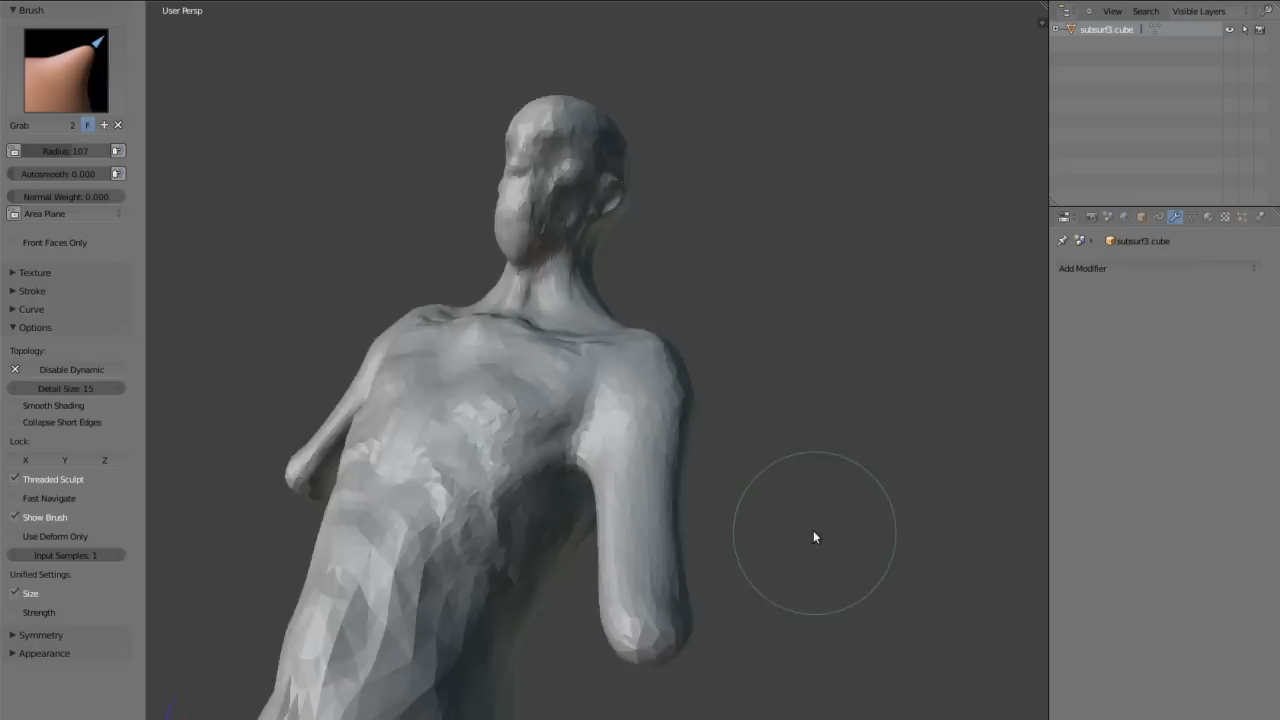 Brush
Grab 2 F
Radius: 107
Autosmooth: 0.000
Normal Weight: 0.000
Area Plane
Front Faces Only
Texture
Stroke
Curve
Options
Topology:
Disable Dynamic
Detail Size: 15
Smooth Shading
Collapse Short Edges
Lock:
X Y Z
Threaded Sculpt
Fast Navigate
Show Brush
Use Deform Only
Input Samples: 1
Unified Settings:
Size
Strength
Symmetry
Appearance
User Persp
View Search Visible Layers
subsurf3.cube
subsurf3.cube
Add Modifier